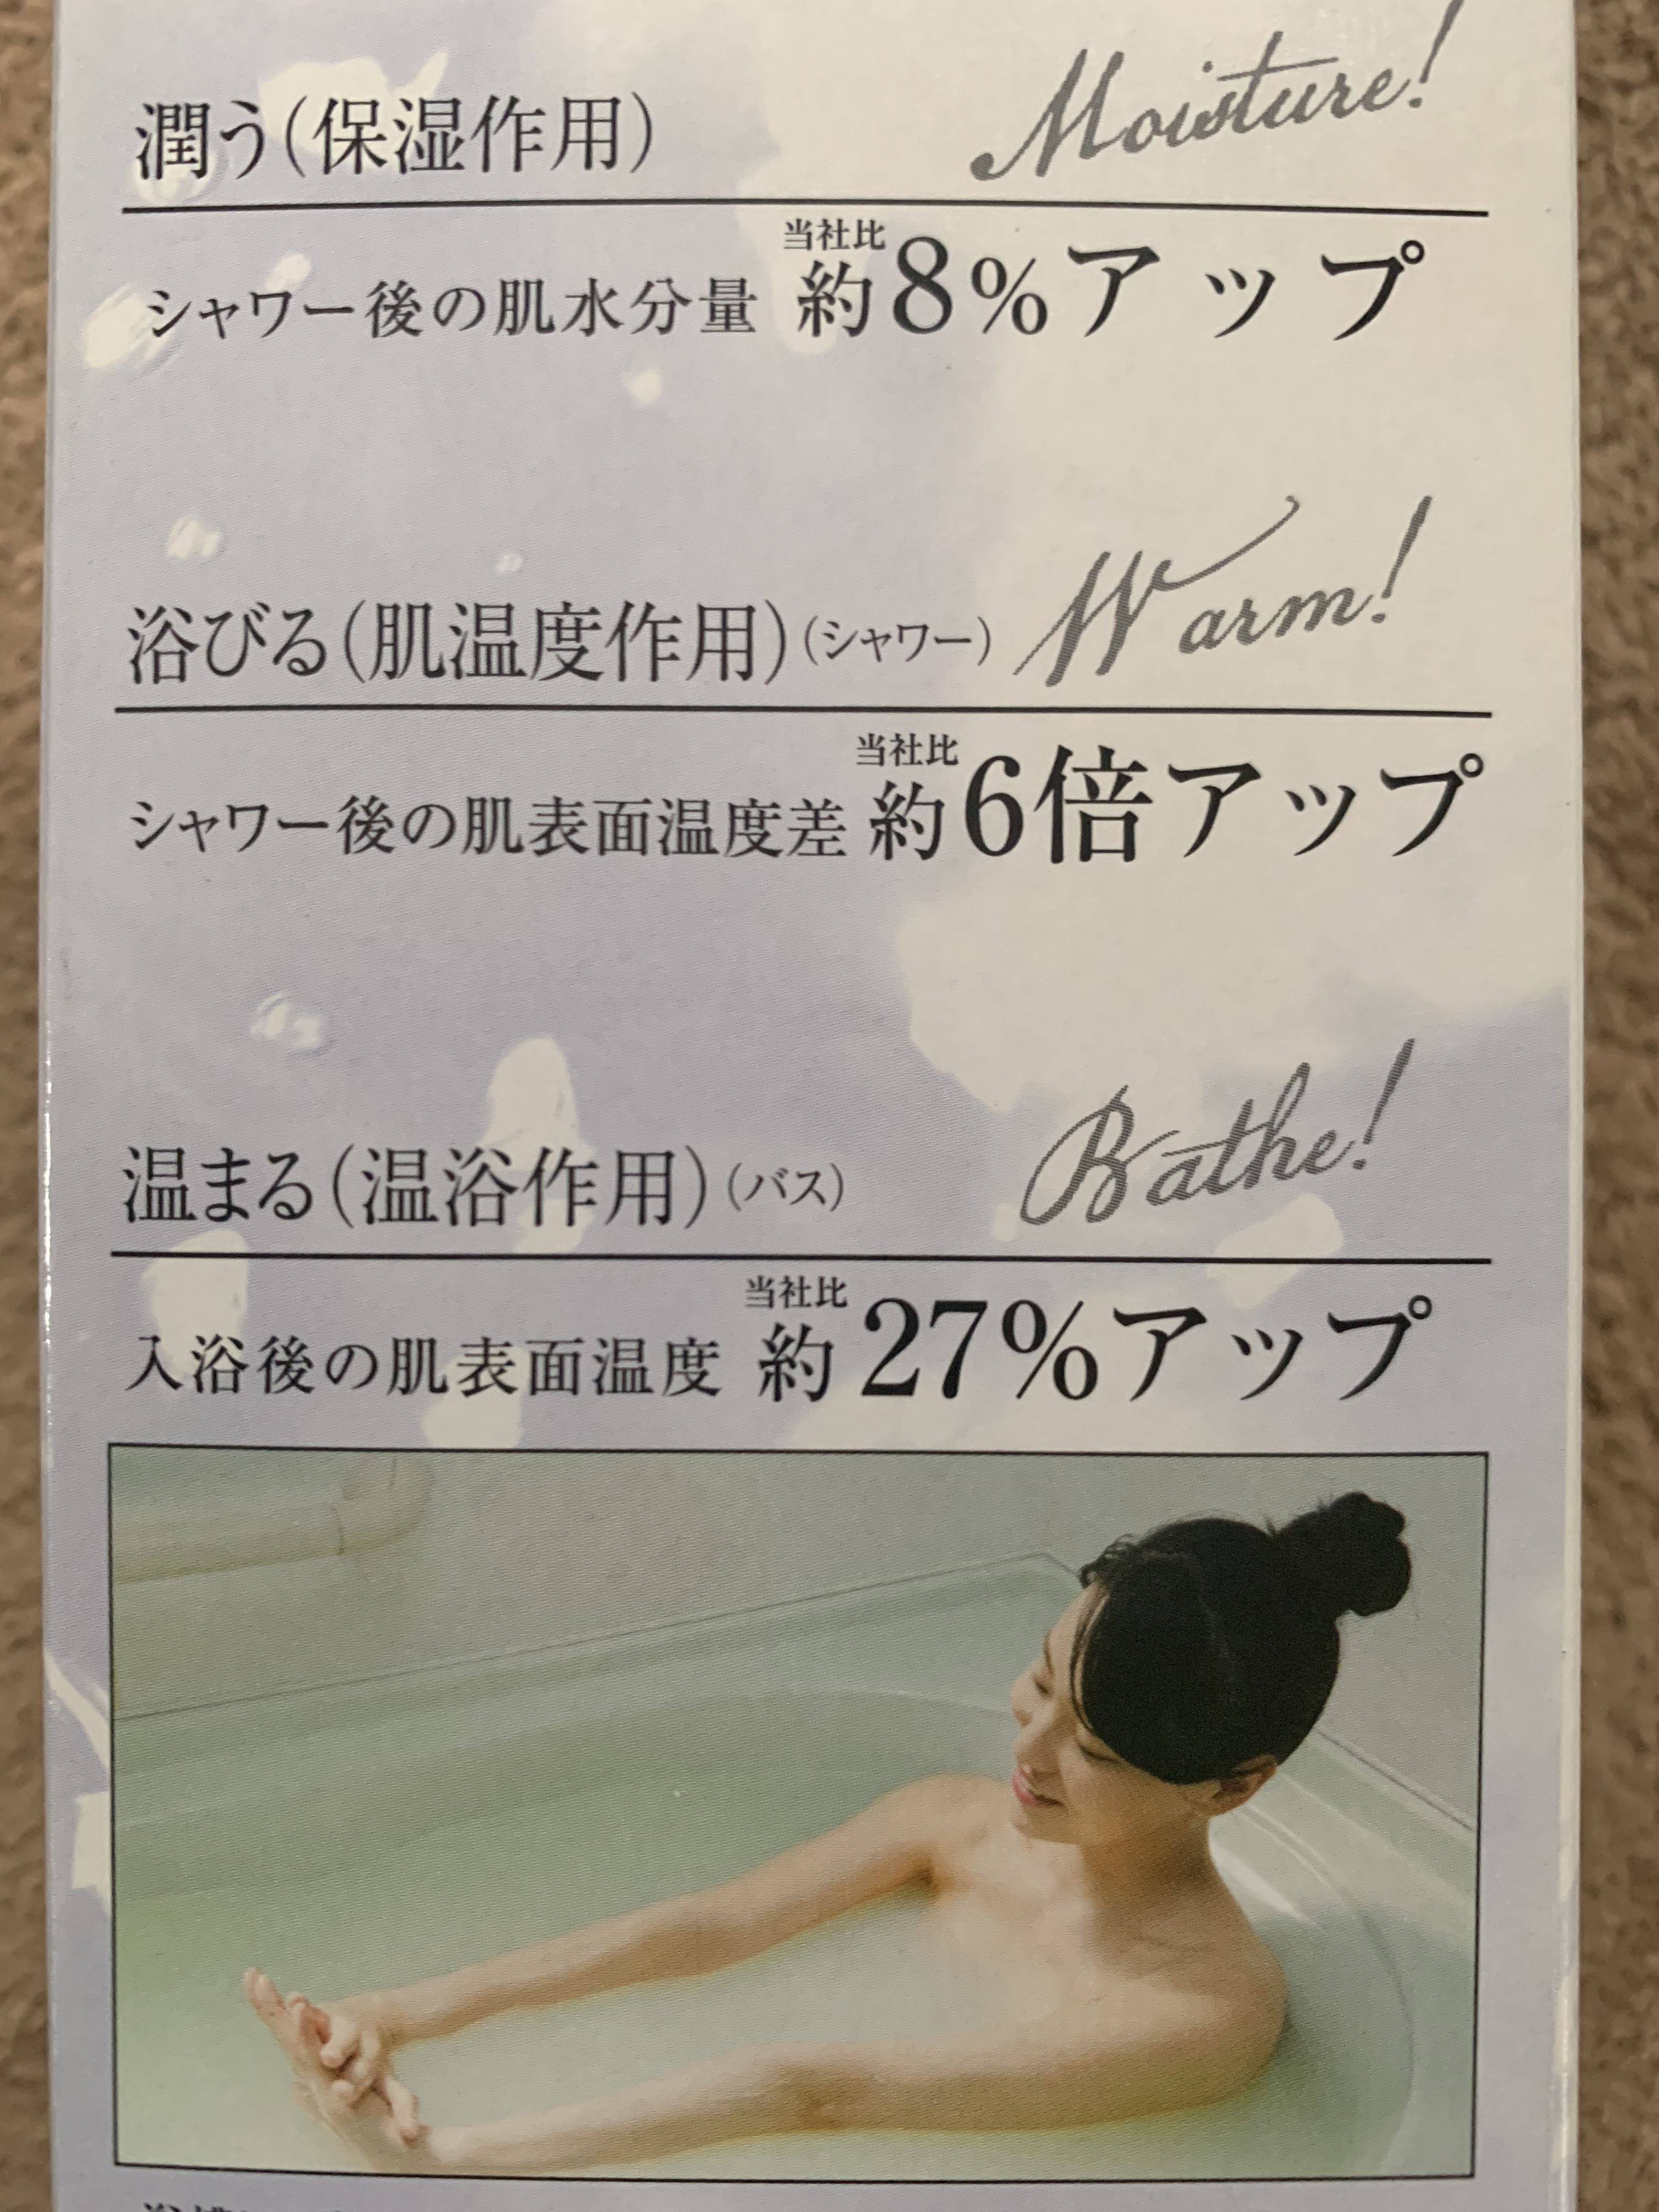 潤う(保湿作用) Moisture!
当社比
シャワー後の肌水分量 約8%アップ
浴びる(肌温度作用)(シャワー) Warm!
当社比
シャワー後の肌表面温度差 約6倍アップ
温まる(温浴作用)(バス) Bathe!
当社比
入浴後の肌表面温度 約27%アップ